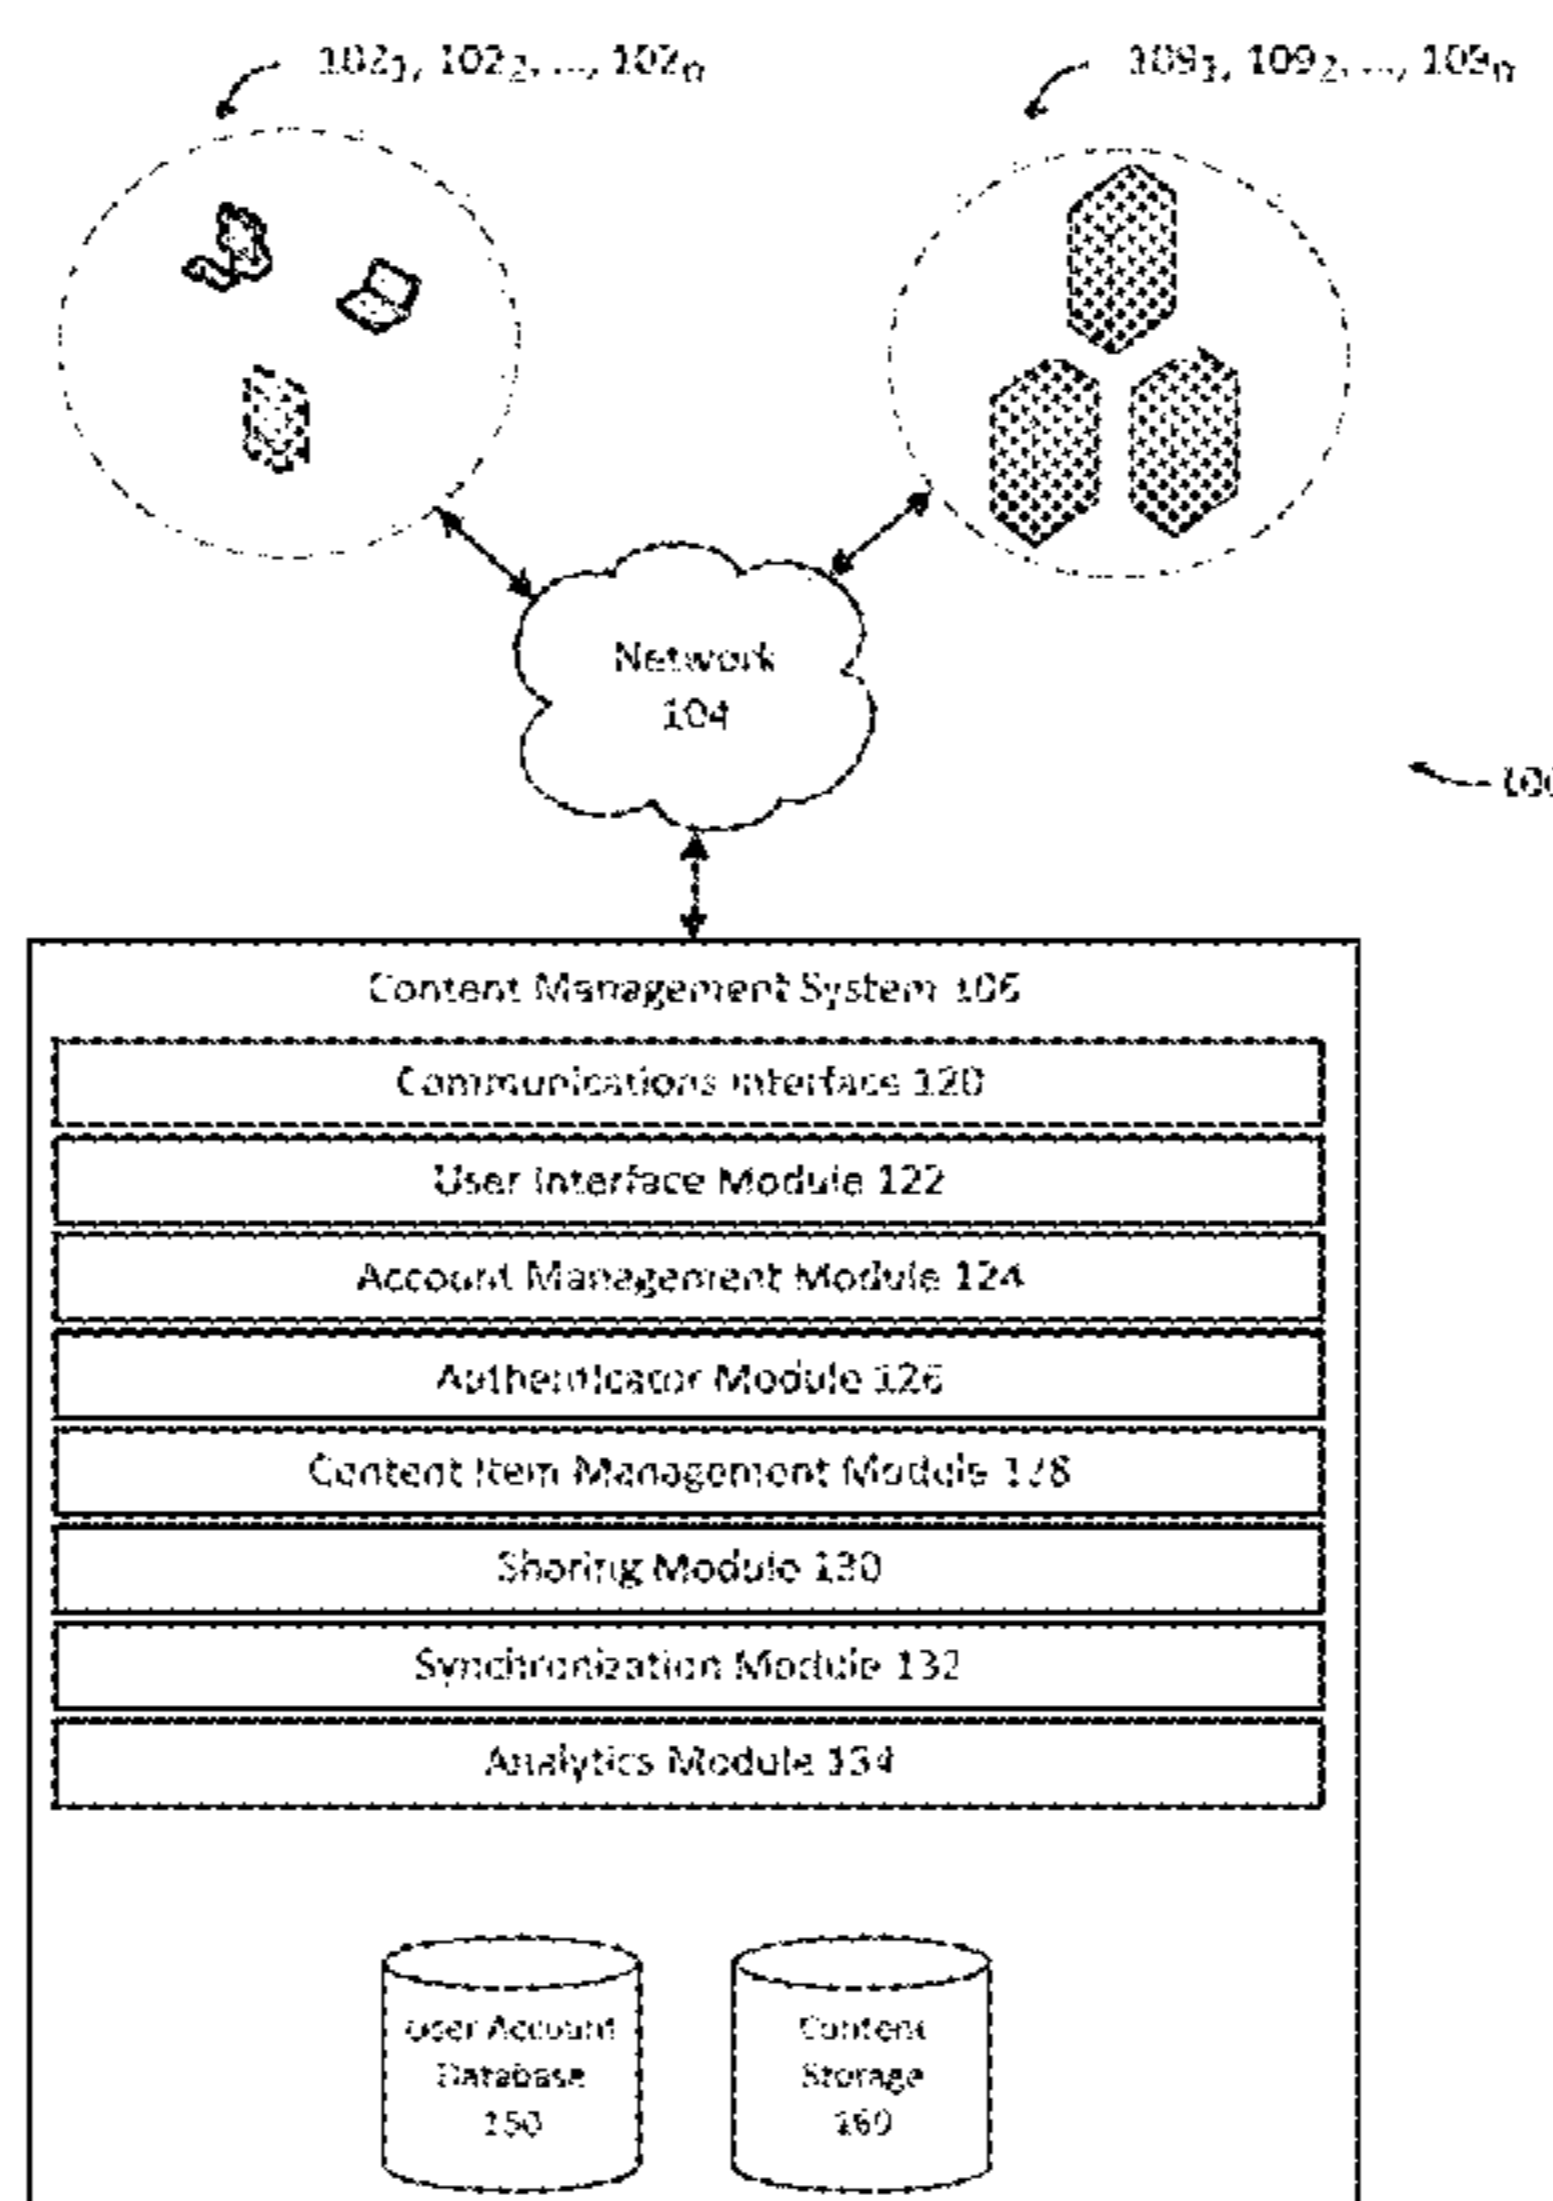 102₁, 102₂, ..., 102ₙ
109₁, 109₂, ..., 109ₙ
Network
104
Content Management System 106
Communications Interface 120
User Interface Module 122
Account Management Module 124
Authenticator Module 126
Content Item Management Module 128
Sharing Module 130
Synchronization Module 132
Analytics Module 134
User Account
Database
150
Content
Storage
160